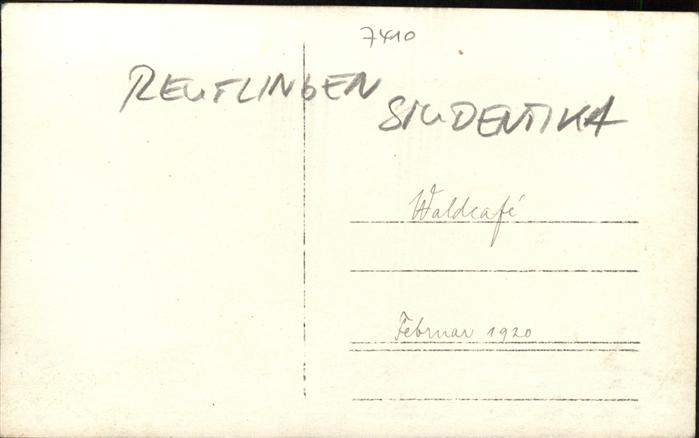 7410
REUTLINGEN
STUDENTIKA
Waldcafé
Februar 1920